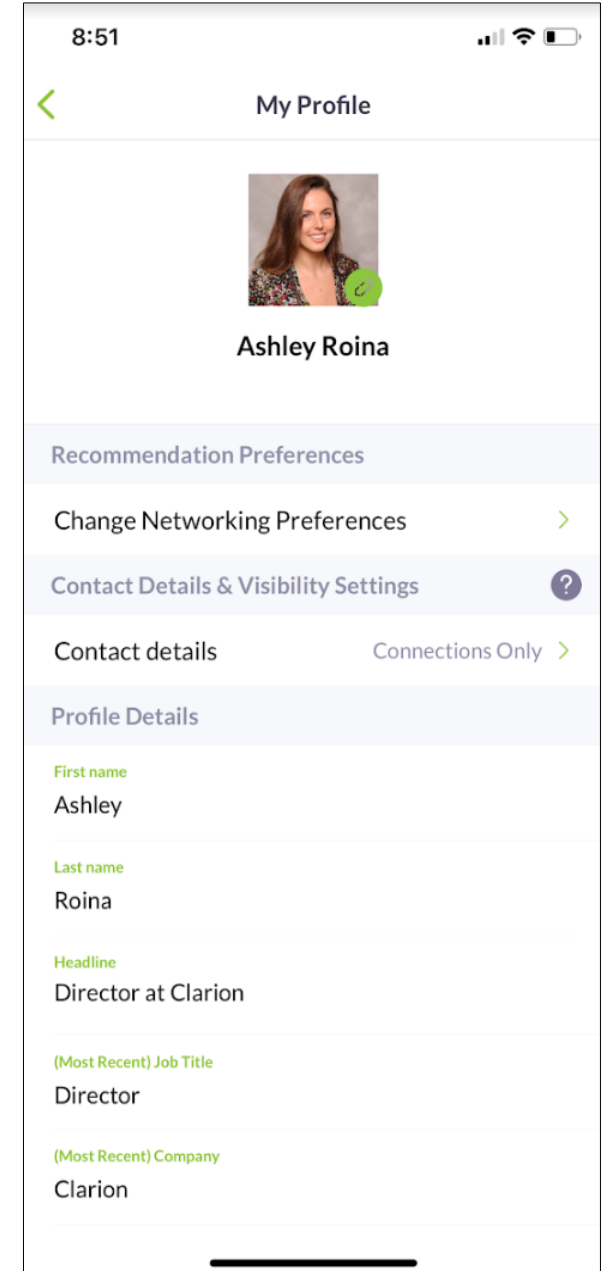 8:51
My Profile
Ashley Roina
Recommendation Preferences
Change Networking Preferences
Contact Details & Visibility Settings ?
Contact details Connections Only
Profile Details
First name
Ashley
Last name
Roina
Headline
Director at Clarion
(Most Recent) Job Title
Director
(Most Recent) Company
Clarion